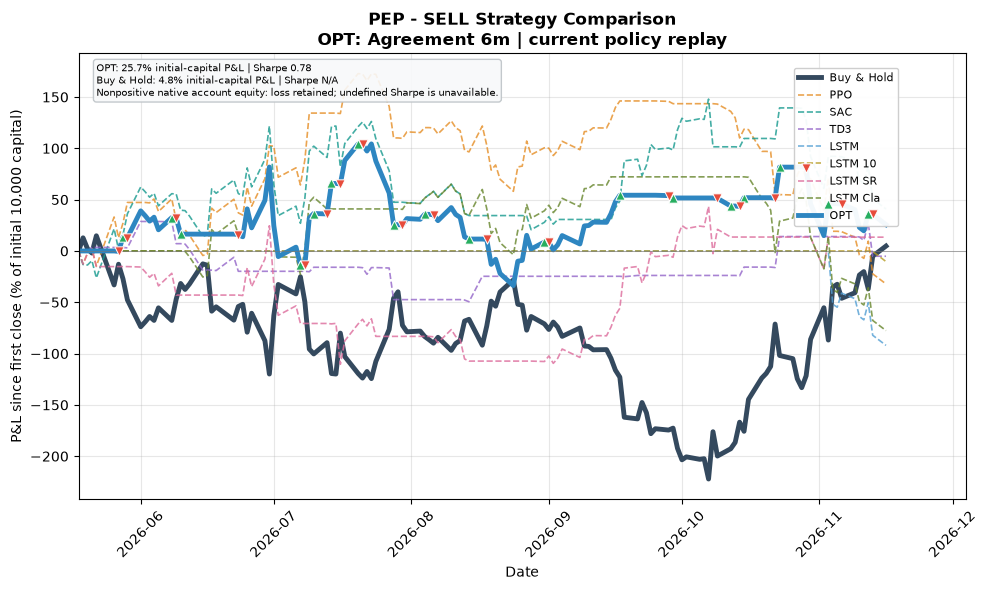 PEP - SELL Strategy Comparison
OPT: Agreement 6m | current policy replay
OPT: 25.7% initial-capital P&L | Sharpe 0.78
Buy & Hold: 4.8% initial-capital P&L | Sharpe N/A
Nonpositive native account equity: loss retained; undefined Sharpe is unavailable.
Buy & Hold
PPO
SAC
TD3
LSTM
LSTM 10
LSTM SR
LSTM Cla
OPT
P&L since first close (% of initial 10,000 capital)
150
100
50
0
−50
−100
−150
−200
2026-06
2026-07
2026-08
2026-09
2026-10
2026-11
2026-12
Date